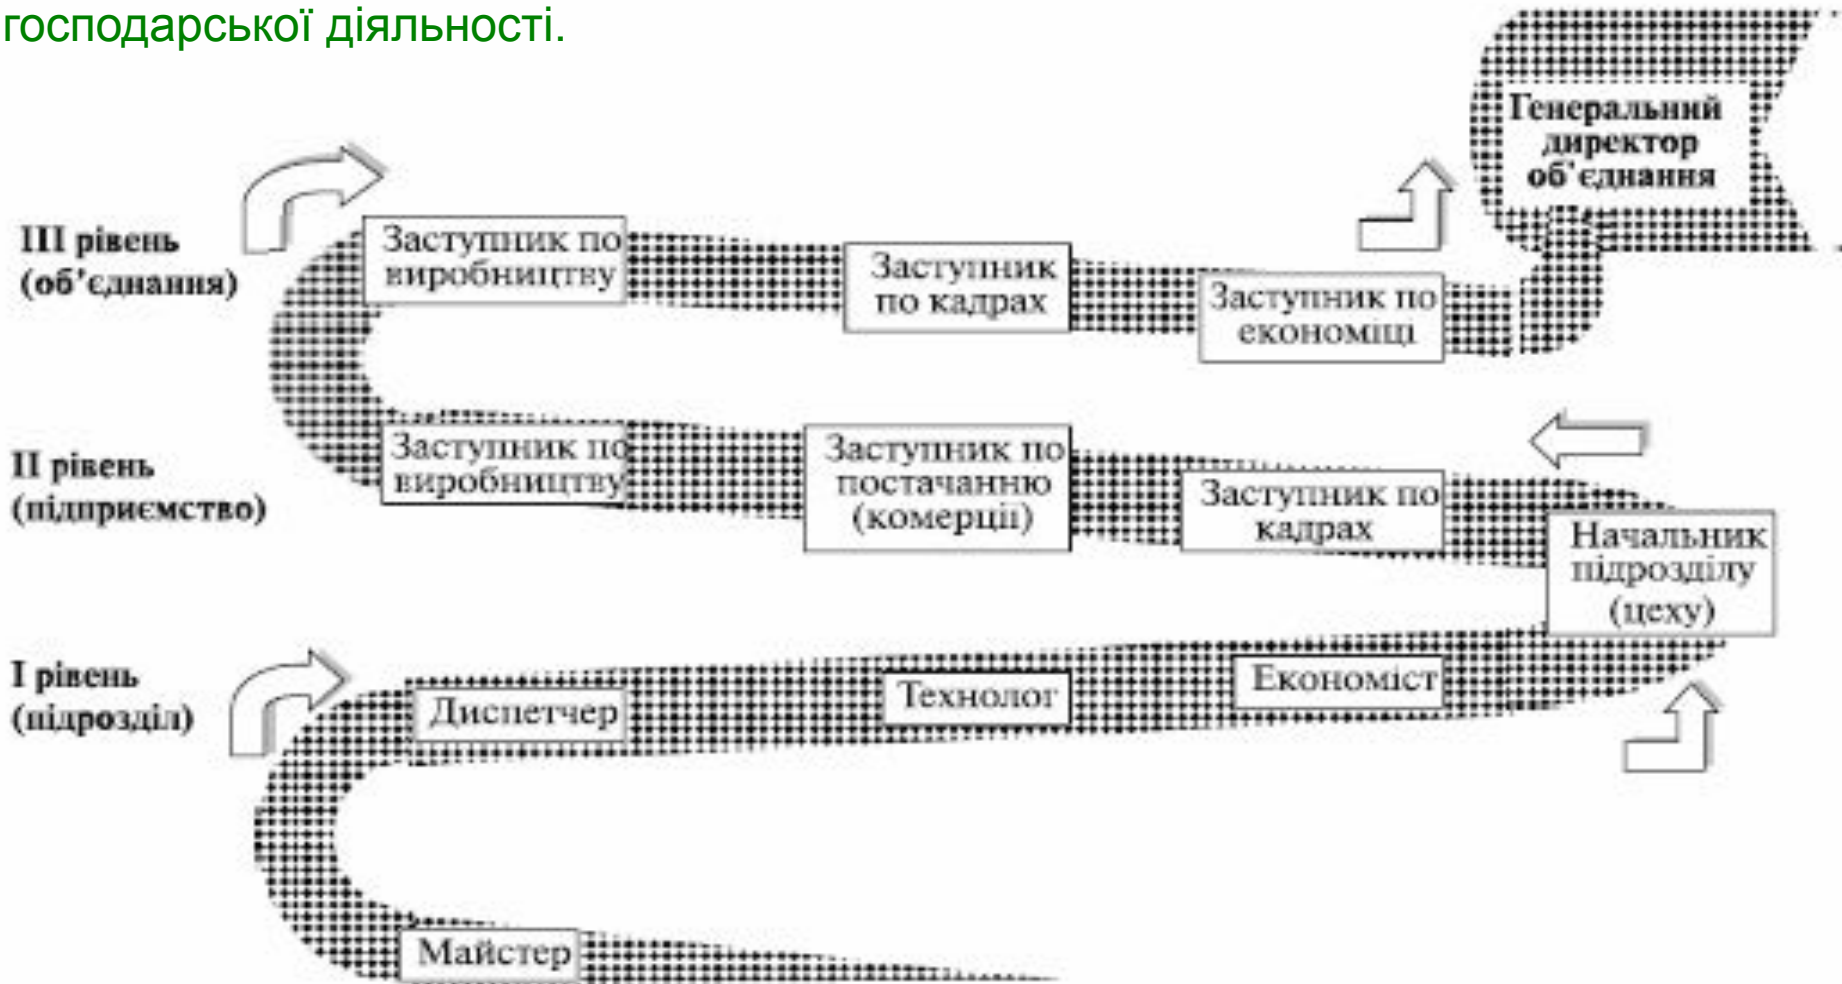 господарської діяльності.
Генеральний
директор
об'єднання
III рівень
(об'єднання)
Заступник по
виробництву
Заступник
по кадрах
Заступник по
економіці
II рівень
(підприємство)
Заступник по
виробництву
Заступник по
постачанню
(комерції)
Заступник по
кадрах
Начальник
підрозділу
(цеху)
I рівень
(підрозділ)
Диспетчер
Технолог
Економіст
Майстер